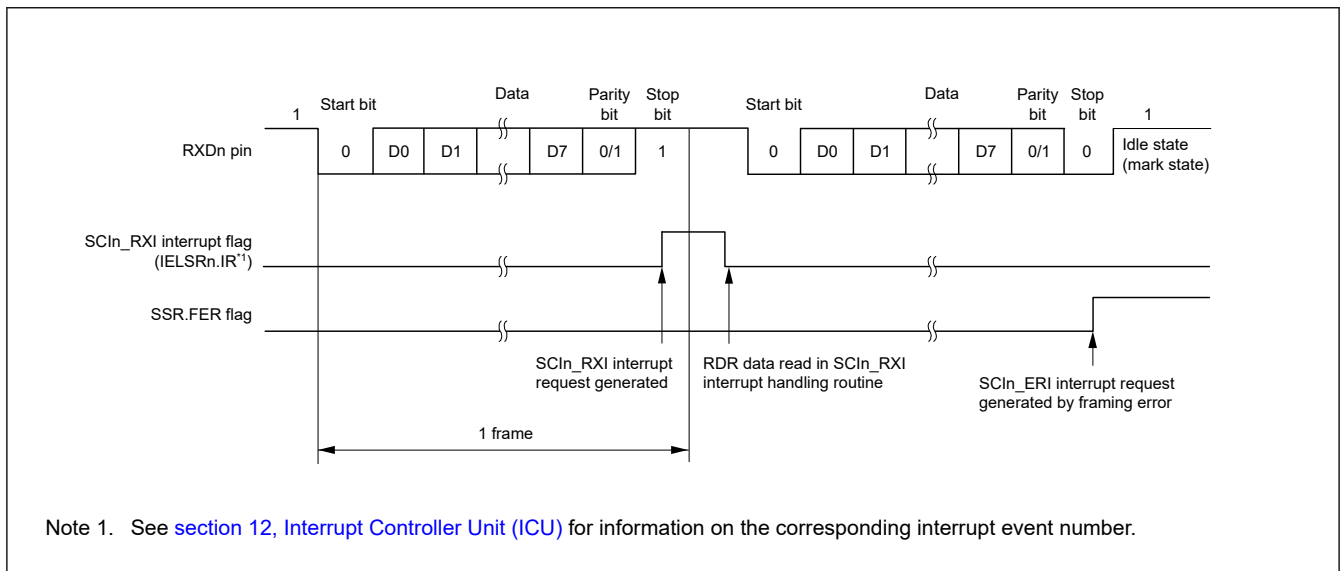 1
Start bit
Data
Parity
bit
Stop
bit
Start bit
Data
Parity
bit
Stop
bit
1
RXDn pin
0
D0
D1
D7
0/1
1
0
D0
D1
D7
0/1
0
Idle state
(mark state)
SCIn_RXI interrupt flag
(IELSRn.IR*1)
SSR.FER flag
SCIn_RXI interrupt
request generated
RDR data read in SCIn_RXI
interrupt handling routine
SCIn_ERI interrupt request
generated by framing error
1 frame
Note 1. See section 12, Interrupt Controller Unit (ICU) for information on the corresponding interrupt event number.